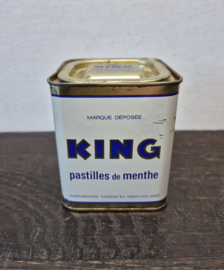 MARQUE DÉPOSÉE
KING
pastilles de menthe